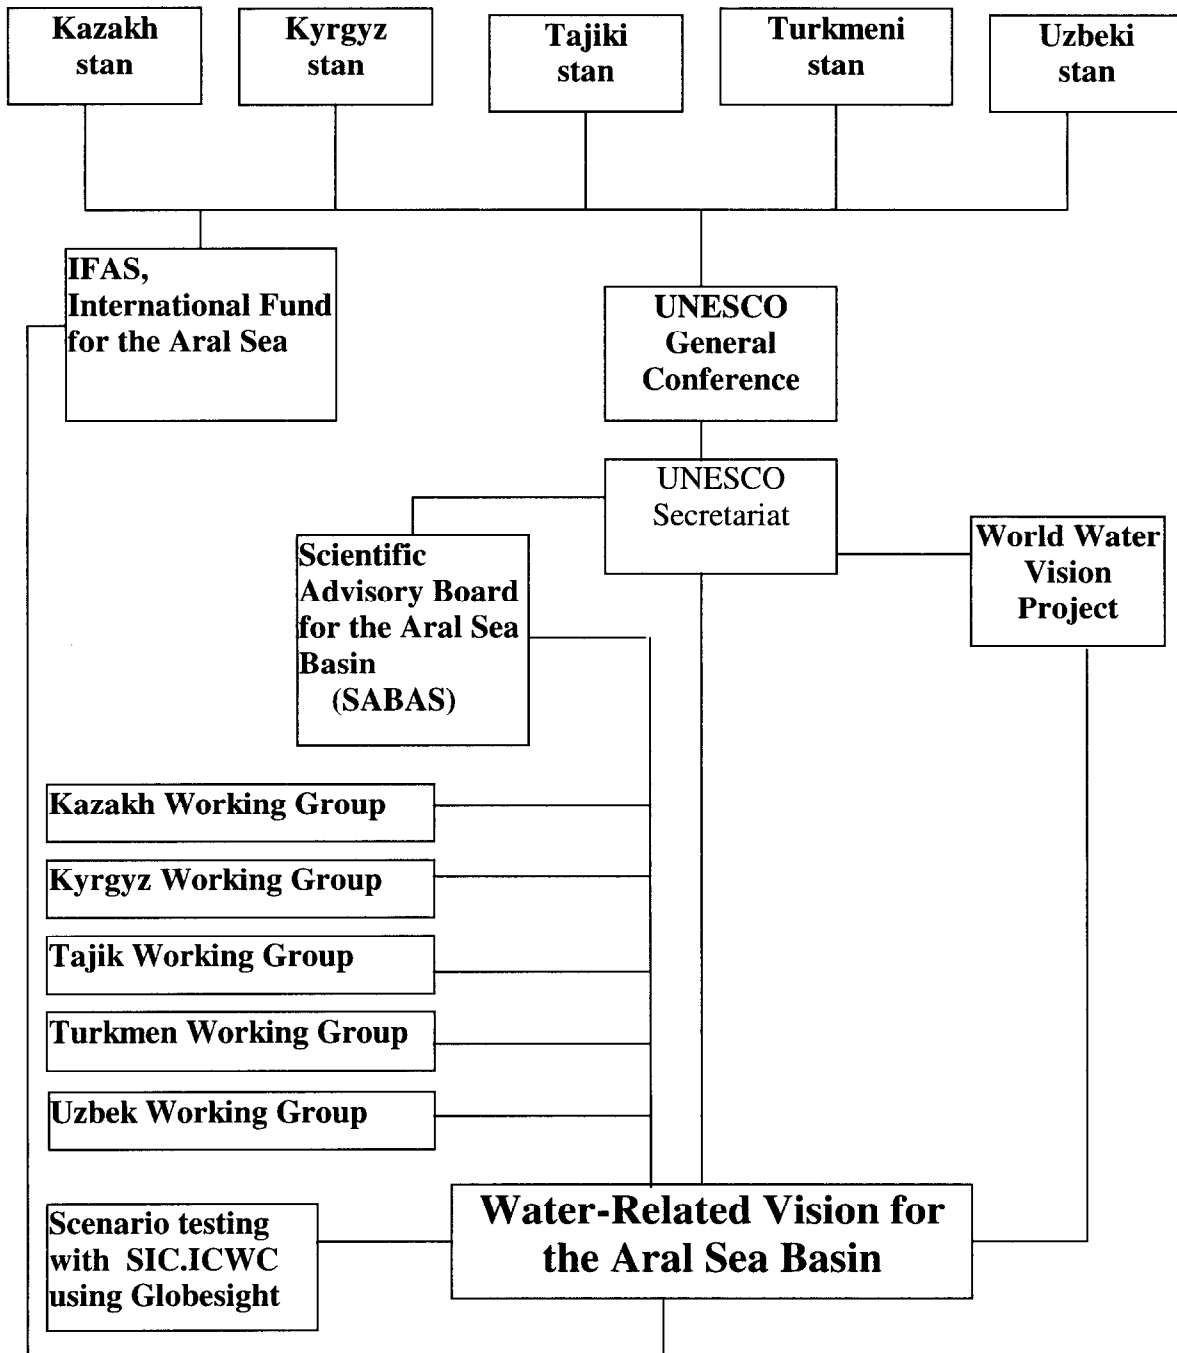 Kazakh
stan
Kyrgyz
stan
Tajiki
stan
Turkmeni
stan
Uzbeki
stan
IFAS,
International Fund
for the Aral Sea
UNESCO
General
Conference
UNESCO
Secretariat
Scientific
Advisory Board
for the Aral Sea
Basin
(SABAS)
World Water
Vision
Project
Kazakh Working Group
Kyrgyz Working Group
Tajik Working Group
Turkmen Working Group
Uzbek Working Group
Scenario testing
with SIC.ICWC
using Globesight
Water-Related Vision for
the Aral Sea Basin